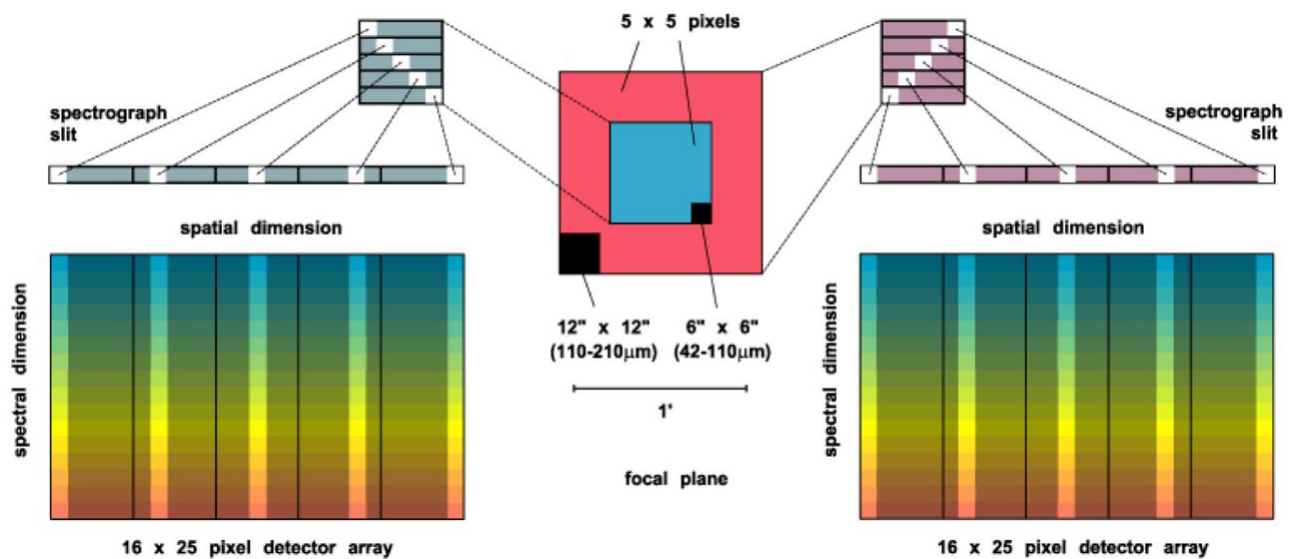 5 x 5 pixels
spectrograph
slit
spectrograph
slit
spatial dimension
spatial dimension
spectral dimension
spectral dimension
12" x 12"
(110-210µm)
6" x 6"
(42-110µm)
1'
focal plane
16 x 25 pixel detector array
16 x 25 pixel detector array